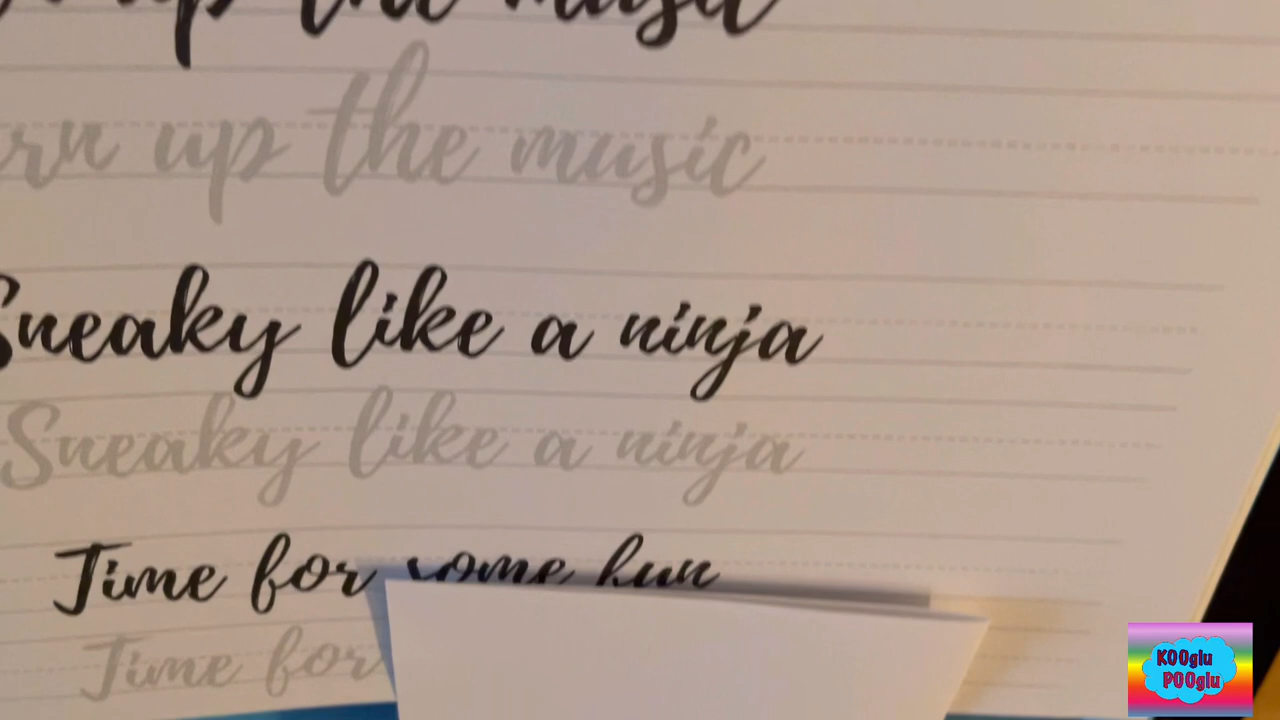 up the music
rn up the music
Sneaky like a ninja
Sneaky like a ninja
Time for some fun
Time for
KOOglu
POOglu